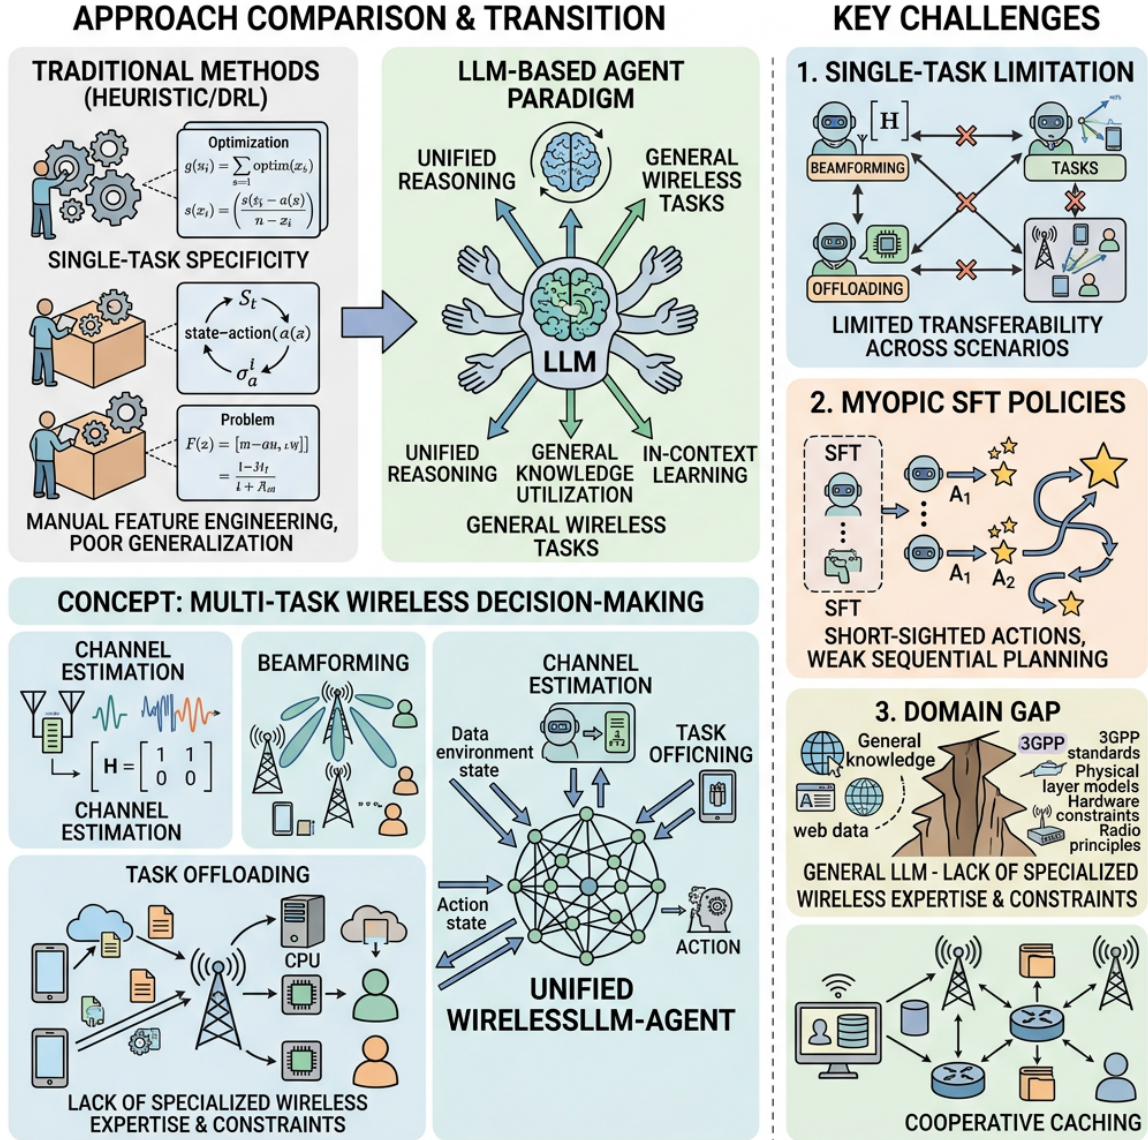 APPROACH COMPARISON & TRANSITION
TRADITIONAL METHODS
(HEURISTIC/DRL)
Optimization
SINGLE-TASK SPECIFICITY
S_t
state-action(a(a)
σ_a^i
Problem
MANUAL FEATURE ENGINEERING,
POOR GENERALIZATION
LLM-BASED AGENT
PARADIGM
UNIFIED
REASONING
GENERAL
WIRELESS
TASKS
LLM
UNIFIED
REASONING
GENERAL
KNOWLEDGE
UTILIZATION
IN-CONTEXT
LEARNING
GENERAL WIRELESS
TASKS
CONCEPT: MULTI-TASK WIRELESS DECISION-MAKING
CHANNEL
ESTIMATION
H = [1 1
0 0]
CHANNEL
ESTIMATION
BEAMFORMING
TASK OFFLOADING
CPU
LACK OF SPECIALIZED WIRELESS
EXPERTISE & CONSTRAINTS
CHANNEL
ESTIMATION
Data
environment
state
TASK
OFFICNING
Action
state
ACTION
UNIFIED
WIRELESSLLM-AGENT
KEY CHALLENGES
1. SINGLE-TASK LIMITATION
[H]
BEAMFORMING
TASKS
OFFLOADING
LIMITED TRANSFERABILITY
ACROSS SCENARIOS
2. MYOPIC SFT POLICIES
SFT
A₁
A₁
A₂
SFT
SHORT-SIGHTED ACTIONS,
WEAK SEQUENTIAL PLANNING
3. DOMAIN GAP
General
knowledge
A
web data
3GPP
3GPP
standards
Physical
layer models
Hardware
constraints
Radio
principles
GENERAL LLM - LACK OF SPECIALIZED
WIRELESS EXPERTISE & CONSTRAINTS
COOPERATIVE CACHING